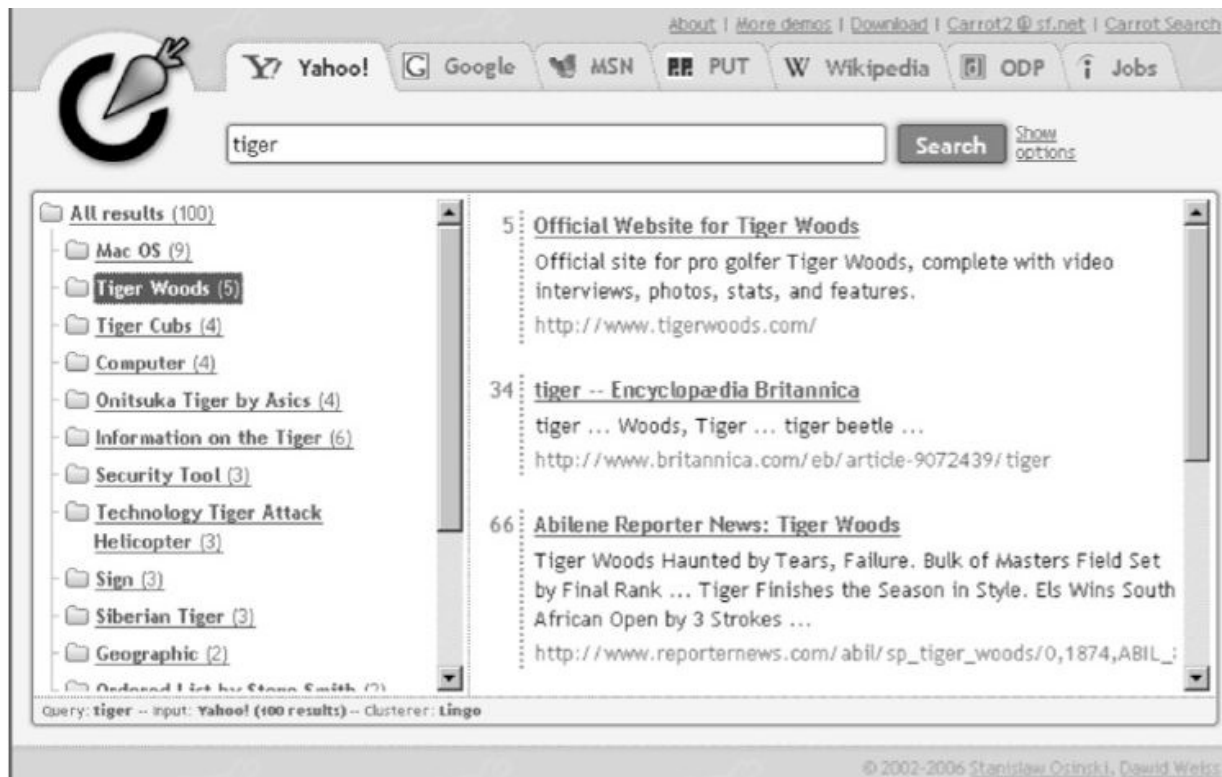 About | More demos | Download | Carrot2 @ sf.net | Carrot Search
Yahoo! Google MSN PUT Wikipedia ODP Jobs
tiger
Search
Show
options
All results (100)
Mac OS (9)
Tiger Woods (5)
Tiger Cubs (4)
Computer (4)
Onitsuka Tiger by Asics (4)
Information on the Tiger (6)
Security Tool (3)
Technology Tiger Attack
Helicopter (3)
Sign (3)
Siberian Tiger (3)
Geographic (2)
Ordered List by Stone Smith (2)
5 Official Website for Tiger Woods
Official site for pro golfer Tiger Woods, complete with video
interviews, photos, stats, and features.
http://www.tigerwoods.com/
34 tiger -- Encyclopædia Britannica
tiger ... Woods, Tiger ... tiger beetle ...
http://www.britannica.com/eb/article-9072439/tiger
66 Abilene Reporter News: Tiger Woods
Tiger Woods Haunted by Tears, Failure. Bulk of Masters Field Set
by Final Rank ... Tiger Finishes the Season in Style. Els Wins South
African Open by 3 Strokes ...
http://www.reporternews.com/abil/sp_tiger_woods/0,1874,ABIL_
Query: tiger -- Input: Yahoo! (100 results) -- Clusterer: Lingo
© 2002-2006 Stanislaw Osinski, Dawid Weiss